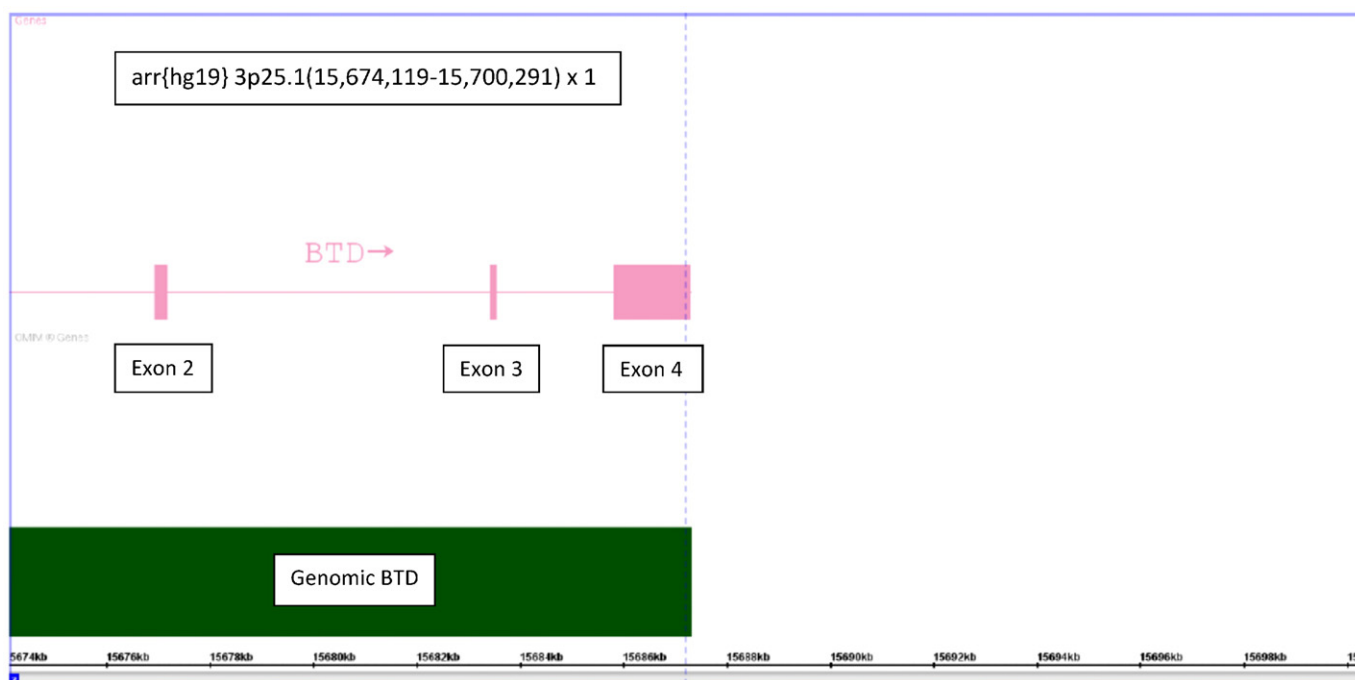 Genes
arr{hg19} 3p25.1(15,674,119-15,700,291) x 1
BTD→
OMIM ® Genes
Exon 2 Exon 3 Exon 4
Genomic BTD
5674kb 15676kb 15678kb 15680kb 15682kb 15684kb 15686kb 15688kb 15690kb 15692kb 15694kb 15696kb 15698kb 15